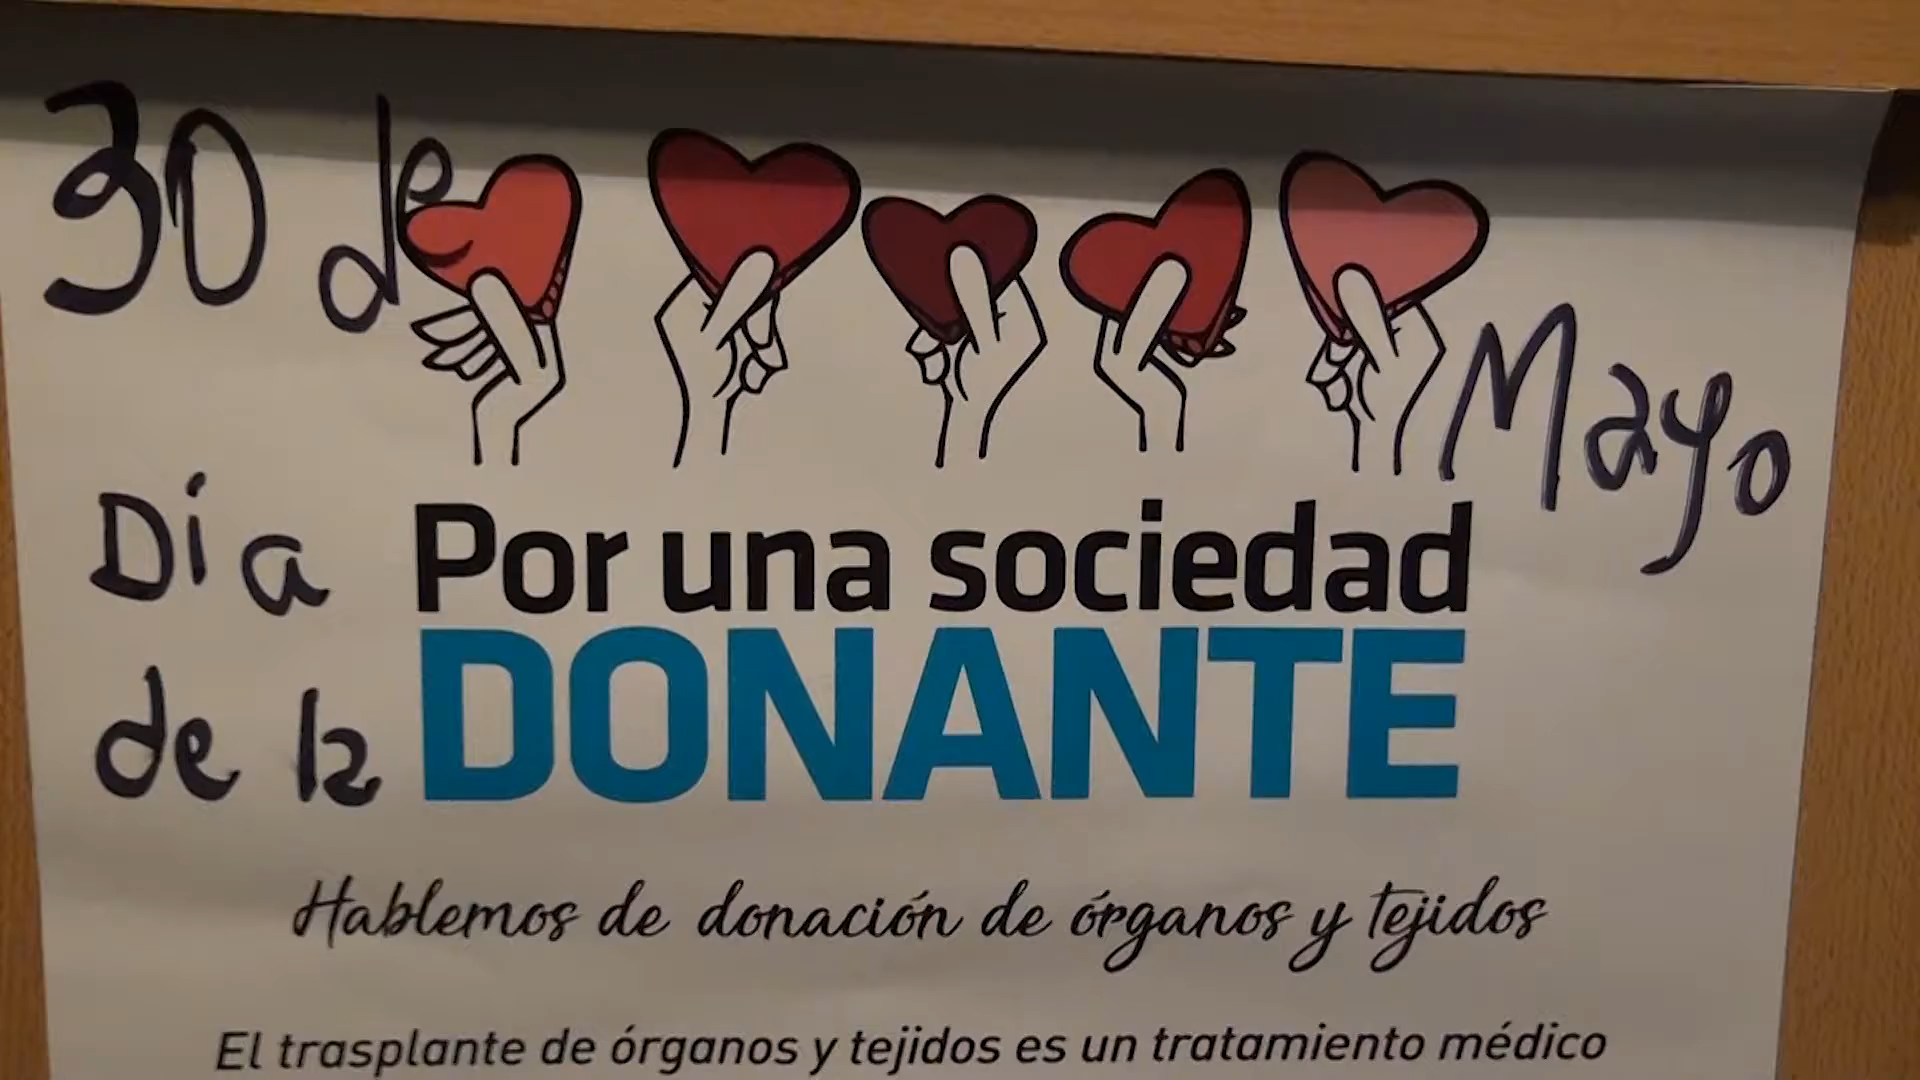 30 de
Mayo
Día
de la
Por una sociedad
DONANTE
Hablemos de donación de órganos y tejidos
El trasplante de órganos y tejidos es un tratamiento médico